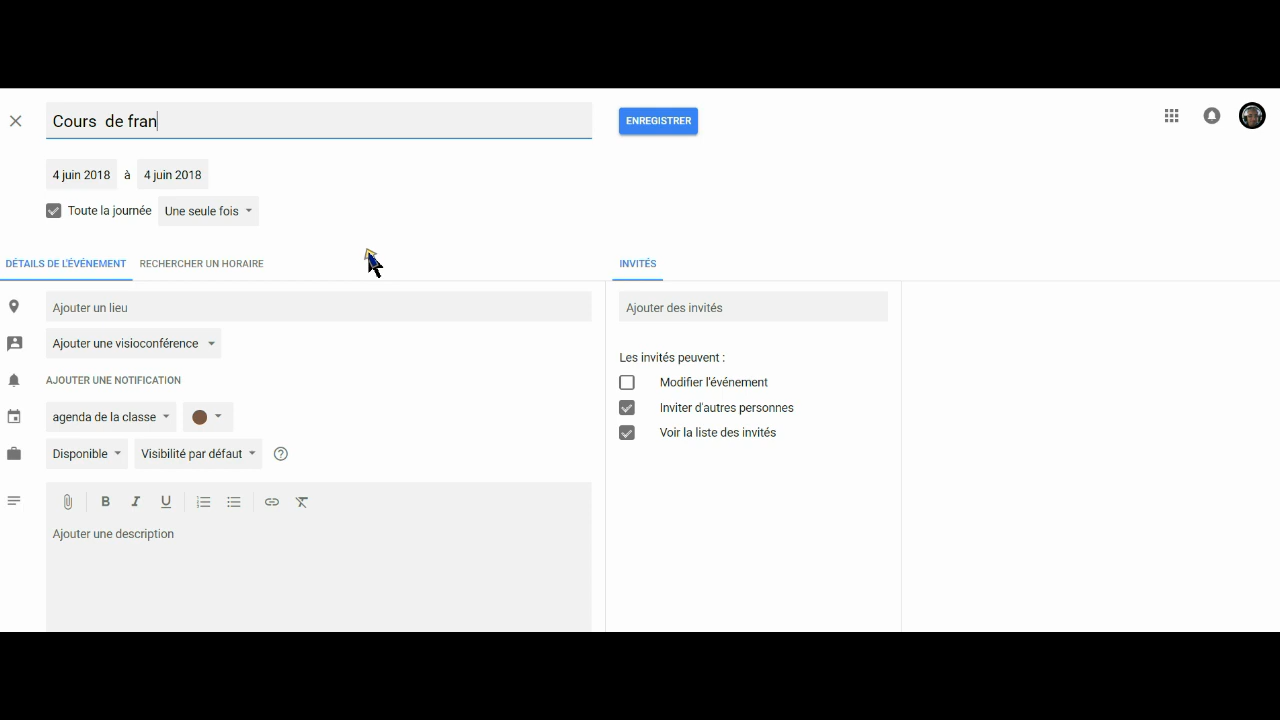 Cours  de fran
ENREGISTRER
4 juin 2018 à 4 juin 2018
Toute la journée Une seule fois
DÉTAILS DE L'ÉVÉNEMENT RECHERCHER UN HORAIRE
INVITÉS
Ajouter un lieu
Ajouter une visioconférence
AJOUTER UNE NOTIFICATION
agenda de la classe
Disponible Visibilité par défaut
B I U
Ajouter une description
Ajouter des invités
Les invités peuvent :
Modifier l'événement
Inviter d'autres personnes
Voir la liste des invités